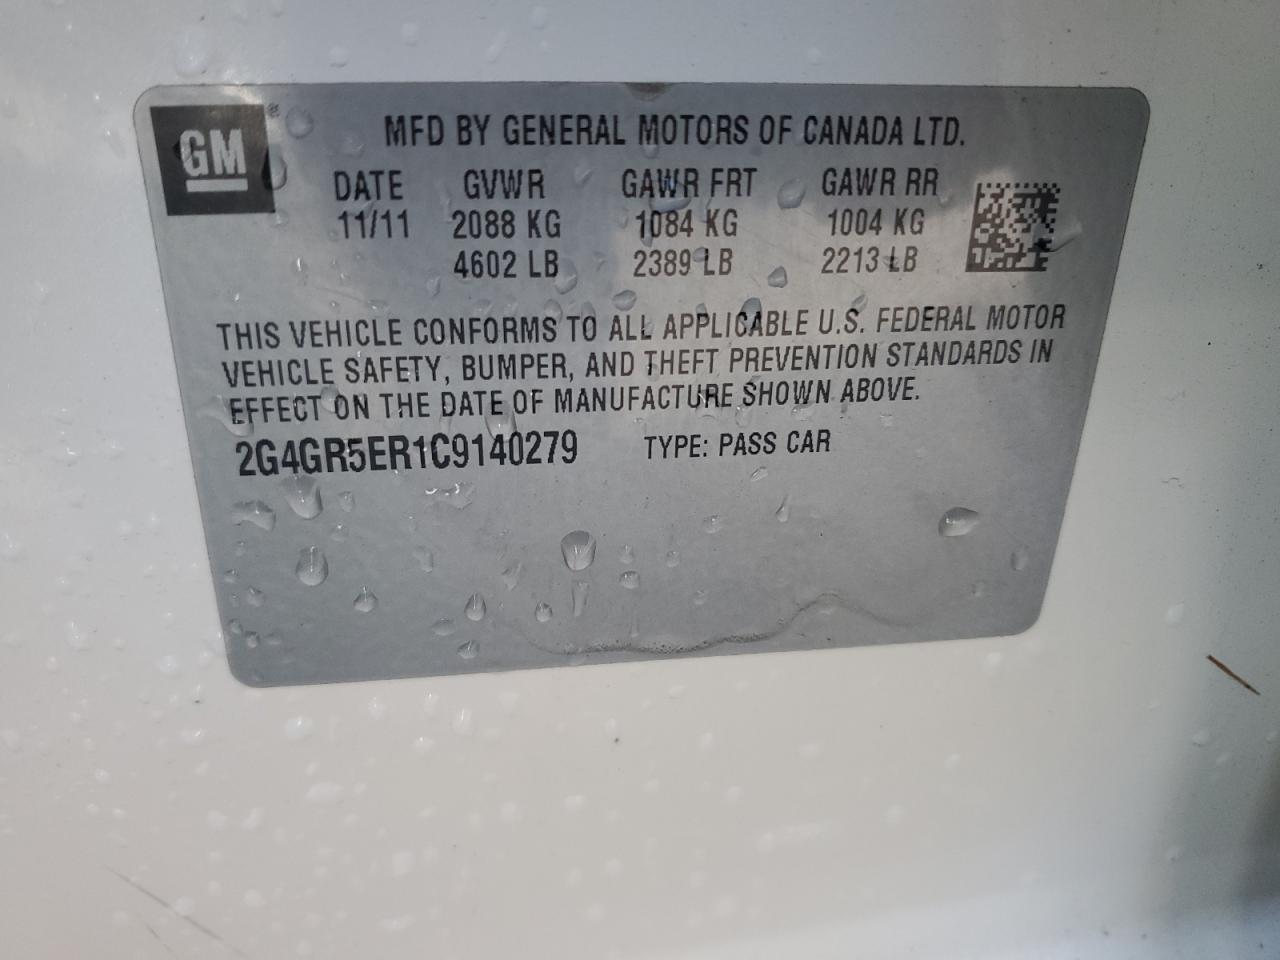 GM ®
MFD BY GENERAL MOTORS OF CANADA LTD.
DATE GVWR GAWR FRT GAWR RR
11/11 2088 KG 1084 KG 1004 KG
4602 LB 2389 LB 2213 LB
THIS VEHICLE CONFORMS TO ALL APPLICABLE U.S. FEDERAL MOTOR
VEHICLE SAFETY, BUMPER, AND THEFT PREVENTION STANDARDS IN
EFFECT ON THE DATE OF MANUFACTURE SHOWN ABOVE.
2G4GR5ER1C9140279 TYPE: PASS CAR